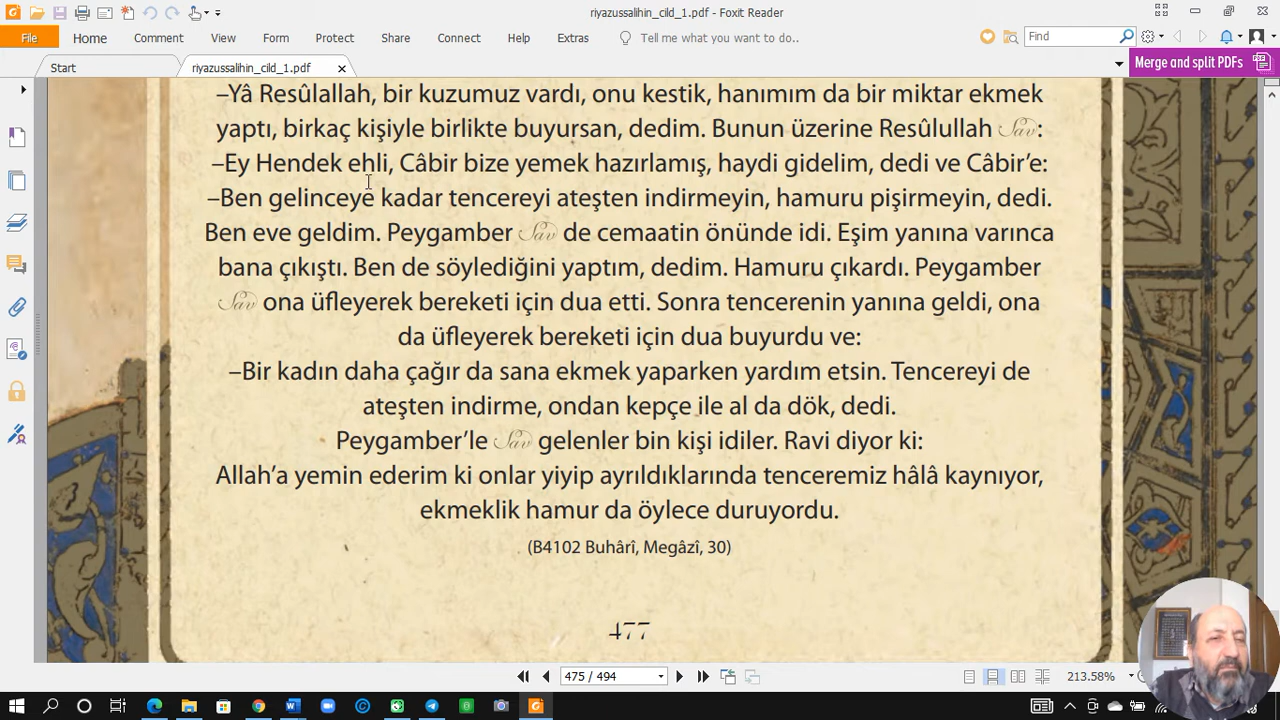 riyazussalihin_cild_1.pdf - Foxit Reader
File Home Comment View Form Protect Share Connect Help Extras Tell me what you want to do.. Find
Start riyazussalihin_cild_1.pdf Merge and split PDFs
–Yâ Resûlallah, bir kuzumuz vardı, onu kestik, hanımım da bir miktar ekmek
yaptı, birkaç kişiyle birlikte buyursan, dedim. Bunun üzerine Resûlullah Sav:
–Ey Hendek ehli, Câbir bize yemek hazırlamış, haydi gidelim, dedi ve Câbir’e:
–Ben gelinceye kadar tencereyi ateşten indirmeyin, hamuru pişirmeyin, dedi.
Ben eve geldim. Peygamber Sav de cemaatin önünde idi. Eşim yanına varınca
bana çıkıştı. Ben de söylediğini yaptım, dedim. Hamuru çıkardı. Peygamber
Sav ona üfleyerek bereketi için dua etti. Sonra tencerenin yanına geldi, ona
da üfleyerek bereketi için dua buyurdu ve:
–Bir kadın daha çağır da sana ekmek yaparken yardım etsin. Tencereyi de
ateşten indirme, ondan kepçe ile al da dök, dedi.
Peygamber’le Sav gelenler bin kişi idiler. Ravi diyor ki:
Allah’a yemin ederim ki onlar yiyip ayrıldıklarında tenceremiz hâlâ kaynıyor,
ekmeklik hamur da öylece duruyordu.
(B4102 Buhârî, Megâzî, 30)
477
475 / 494 213.58%